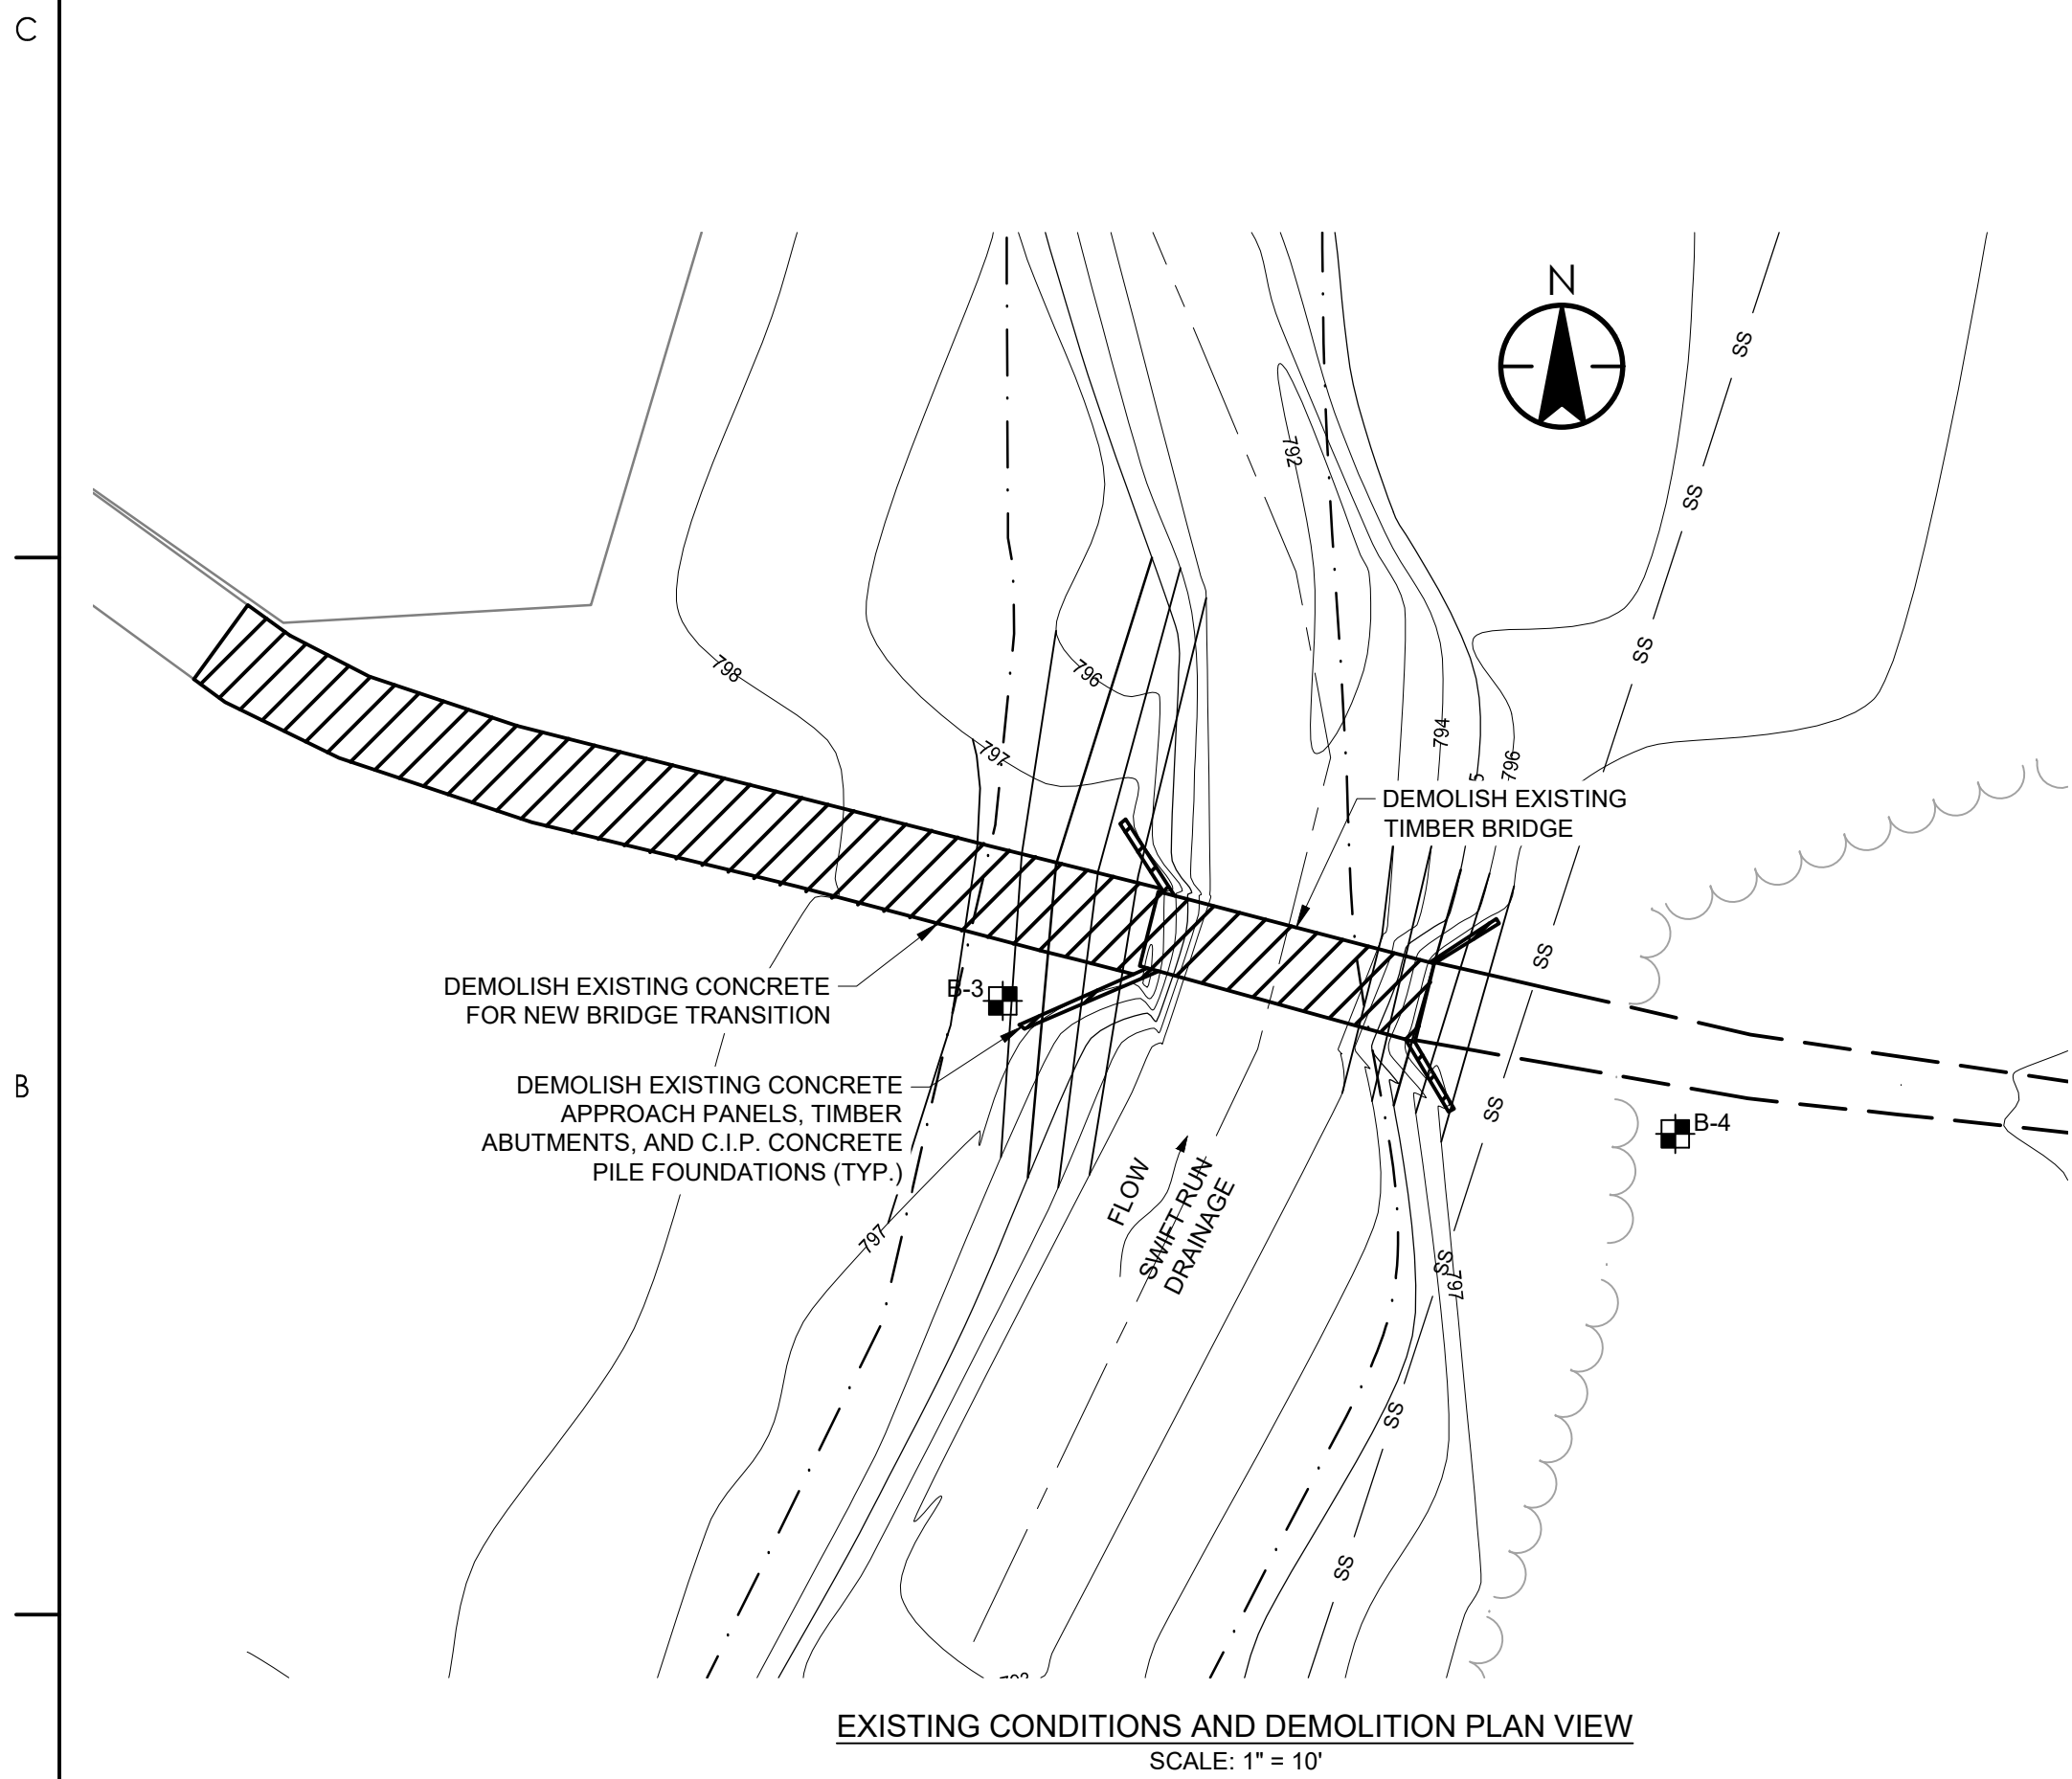 C
N
SS
792
SS
SS
798
796
797
794
5
796
DEMOLISH EXISTING
TIMBER BRIDGE
SS
DEMOLISH EXISTING CONCRETE
FOR NEW BRIDGE TRANSITION
B-3
B
DEMOLISH EXISTING CONCRETE
APPROACH PANELS, TIMBER
ABUTMENTS, AND C.I.P. CONCRETE
PILE FOUNDATIONS (TYP.)
SS
B-4
FLOW
SWIFT RUN
DRAINAGE
797
SS
797
SS
SS
EXISTING CONDITIONS AND DEMOLITION PLAN VIEW
SCALE: 1" = 10'